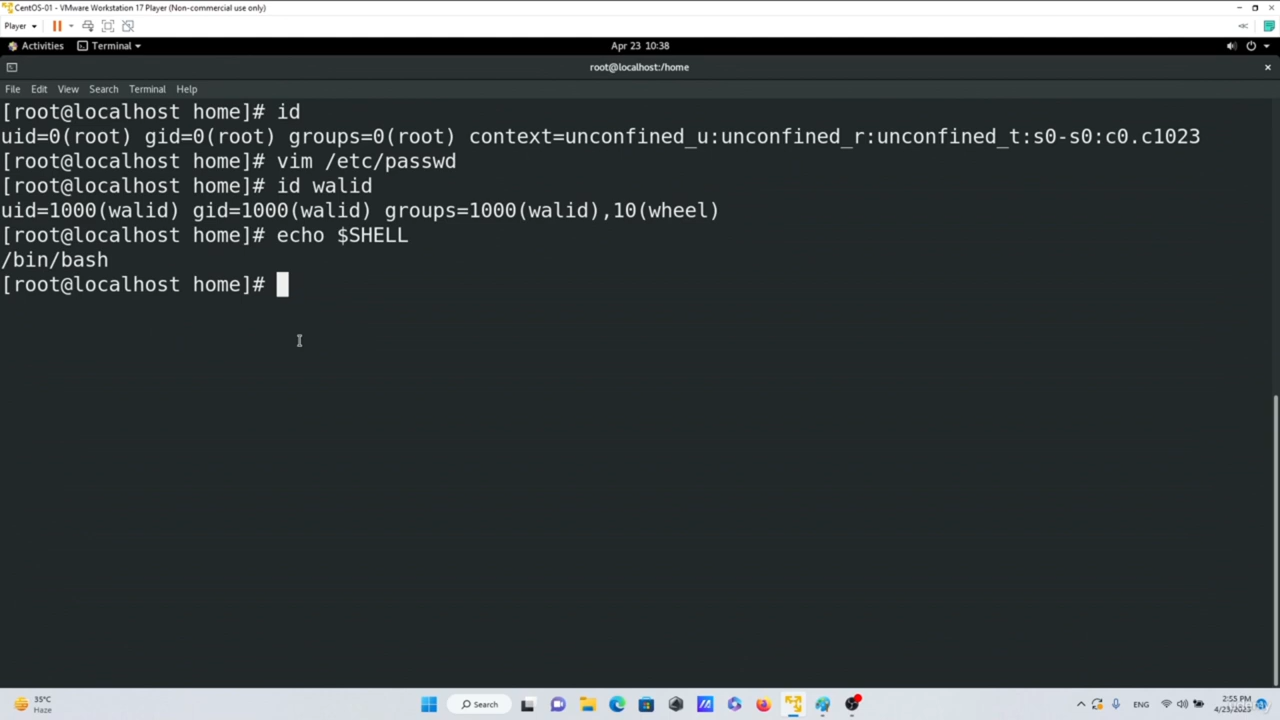 CentOS-01 - VMware Workstation 17 Player (Non-commercial use only)
Player
Activities Terminal Apr 23 10:38
root@localhost:/home
File Edit View Search Terminal Help
[root@localhost home]# id
uid=0(root) gid=0(root) groups=0(root) context=unconfined_u:unconfined_r:unconfined_t:s0-s0:c0.c1023
[root@localhost home]# vim /etc/passwd
[root@localhost home]# id walid
uid=1000(walid) gid=1000(walid) groups=1000(walid),10(wheel)
[root@localhost home]# echo $SHELL
/bin/bash
[root@localhost home]#
35°C
Haze
Search
ENG
2:55 PM
4/23/2023